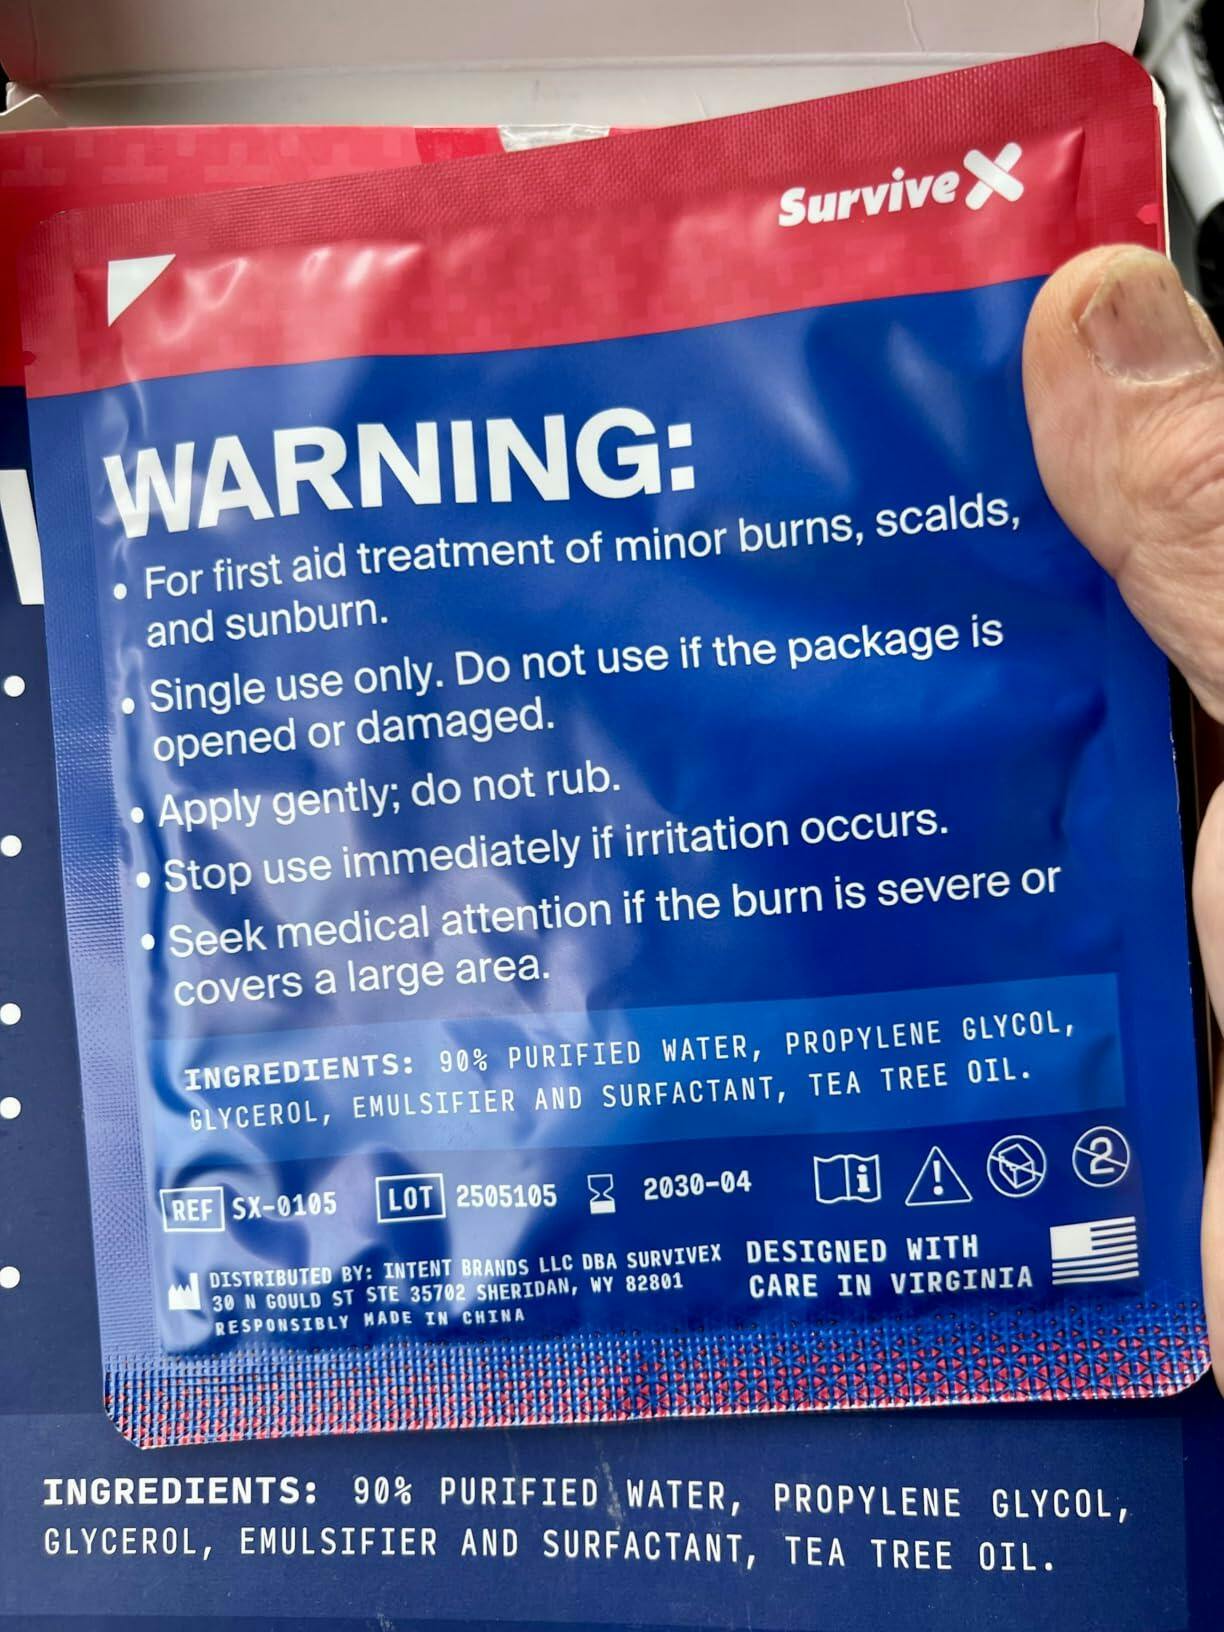 SurviveX
WARNING:
• For first aid treatment of minor burns, scalds,
and sunburn.
• Single use only. Do not use if the package is
opened or damaged.
• Apply gently; do not rub.
• Stop use immediately if irritation occurs.
• Seek medical attention if the burn is severe or
covers a large area.
INGREDIENTS: 90% PURIFIED WATER, PROPYLENE GLYCOL,
GLYCEROL, EMULSIFIER AND SURFACTANT, TEA TREE OIL.
REF SX-0105 LOT 2505105 2030-04 2
DISTRIBUTED BY: INTENT BRANDS LLC DBA SURVIVEX
30 N GOULD ST STE 35702 SHERIDAN, WY 82801
RESPONSIBLY MADE IN CHINA
DESIGNED WITH
CARE IN VIRGINIA
INGREDIENTS: 90% PURIFIED WATER, PROPYLENE GLYCOL,
GLYCEROL, EMULSIFIER AND SURFACTANT, TEA TREE OIL.